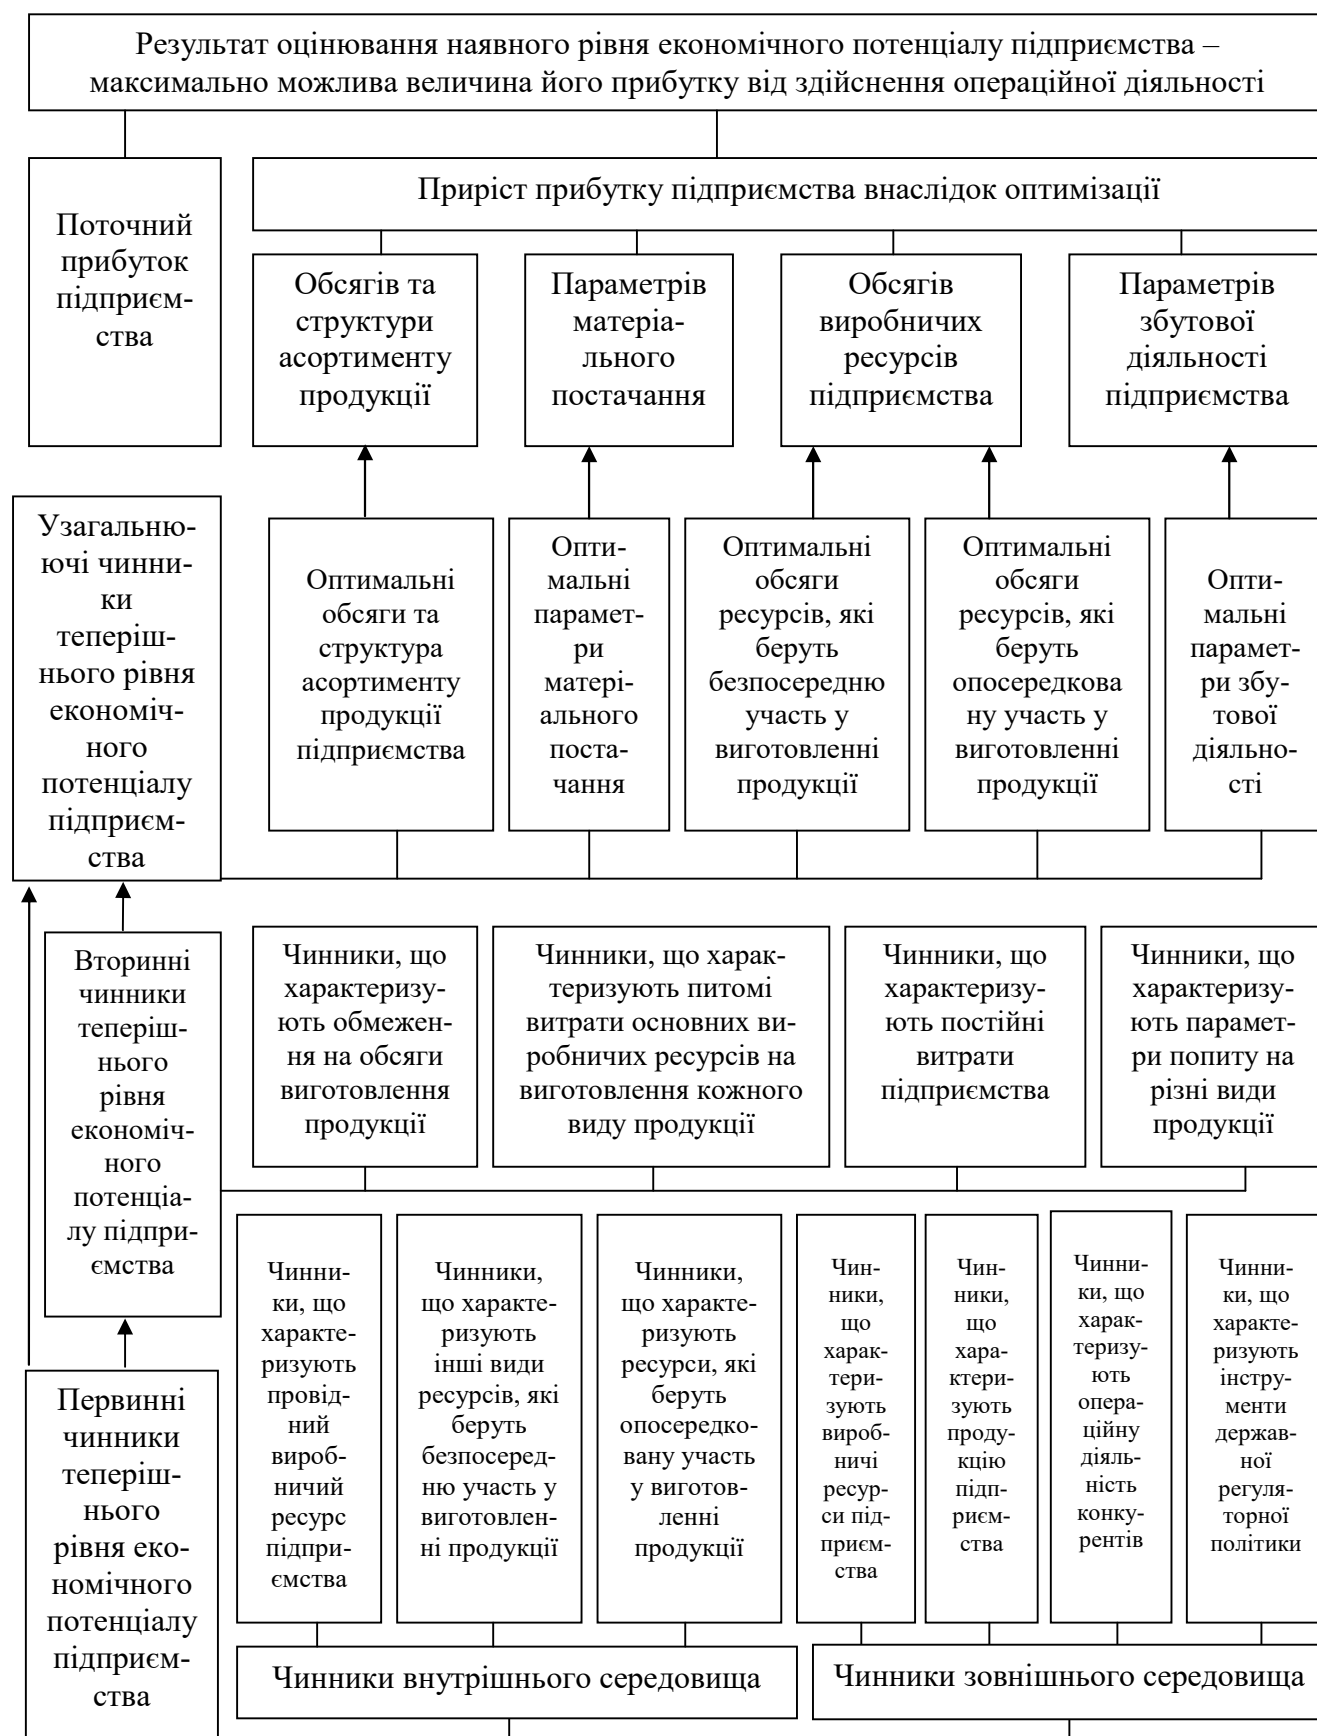 Результат оцінювання наявного рівня економічного потенціалу підприємства –
максимально можлива величина його прибутку від здійснення операційної діяльності
Поточний
прибуток
підприєм-
ства
Приріст прибутку підприємства внаслідок оптимізації
Обсягів та
структури
асортименту
продукції
Параметрів
матеріа-
льного
постачання
Обсягів
виробничих
ресурсів
підприємства
Параметрів
збутової
діяльності
підприємства
Узагальню-
ючі чинни-
ки
теперіш-
нього рівня
економіч-
ного
потенціалу
підприєм-
ства
Оптимальні
обсяги та
структура
асортименту
продукції
підприємства
Опти-
мальні
парамет-
ри
матері-
ального
поста-
чання
Оптимальні
обсяги
ресурсів, які
беруть
безпосередню
участь у
виготовленні
продукції
Оптимальні
обсяги
ресурсів, які
беруть
опосередкова
ну участь у
виготовленні
продукції
Опти-
мальні
парамет-
ри збу-
тової
діяльно-
сті
Вторинні
чинники
теперіш-
нього
рівня
економіч-
ного
потенціа-
лу підпри-
ємства
Чинники, що
характеризу-
ють обмежен-
ня на обсяги
виготовлення
продукції
Чинники, що харак-
теризують питомі
витрати основних ви-
робничих ресурсів на
виготовлення кожного
виду продукції
Чинники, що
характеризу-
ють постійні
витрати
підприємства
Чинники, що
характеризу-
ють парамет-
ри попиту на
різні види
продукції
Первинні
чинники
теперіш-
нього
рівня еко-
номічного
потенціалу
підприєм-
ства
Чинни-
ки, що
характе-
ризують
провід-
ний
вироб-
ничий
ресурс
підпри-
ємства
Чинники,
що характе-
ризують
інші види
ресурсів, які
беруть
безпосеред-
ню участь у
виготовлен-
ні продукції
Чинники,
що характе-
ризують
ресурси, які
беруть
опосередко-
вану участь
у виготов-
ленні
продукції
Чин-
ники,
що
харак-
тери-
зують
вироб-
ничі
ресур-
си під-
приєм-
ства
Чин-
ники,
що
хара-
ктери-
зують
проду-
кцію
підп-
риєм-
ства
Чинни-
ки, що
харак-
теризу-
ють
опера-
ційну
діяль-
ність
конку-
рентів
Чинни-
ки, що
характе-
ризують
інстру-
менти
держав-
ної
регуля-
торної
політики
Чинники внутрішнього середовища
Чинники зовнішнього середовища